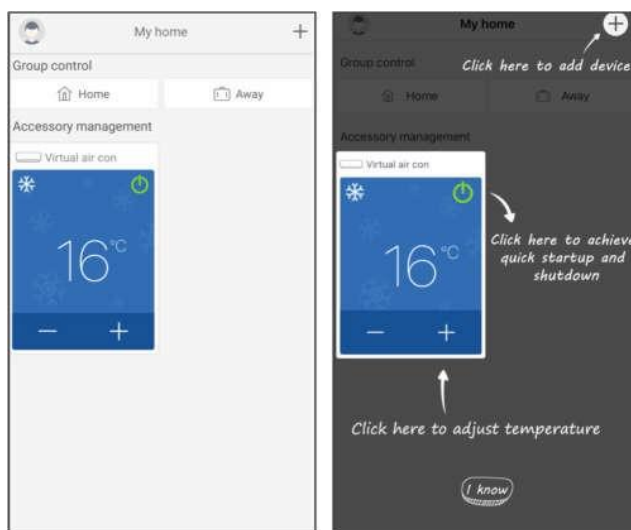 My home
Group control
Home
Away
Accessory management
Virtual air con
16°C
− +
My home
Click here to add device
Group control
Home
Away
Accessory management
Virtual air con
16°C
Click here to achieve
quick startup and
shutdown
− +
Click here to adjust temperature
I know